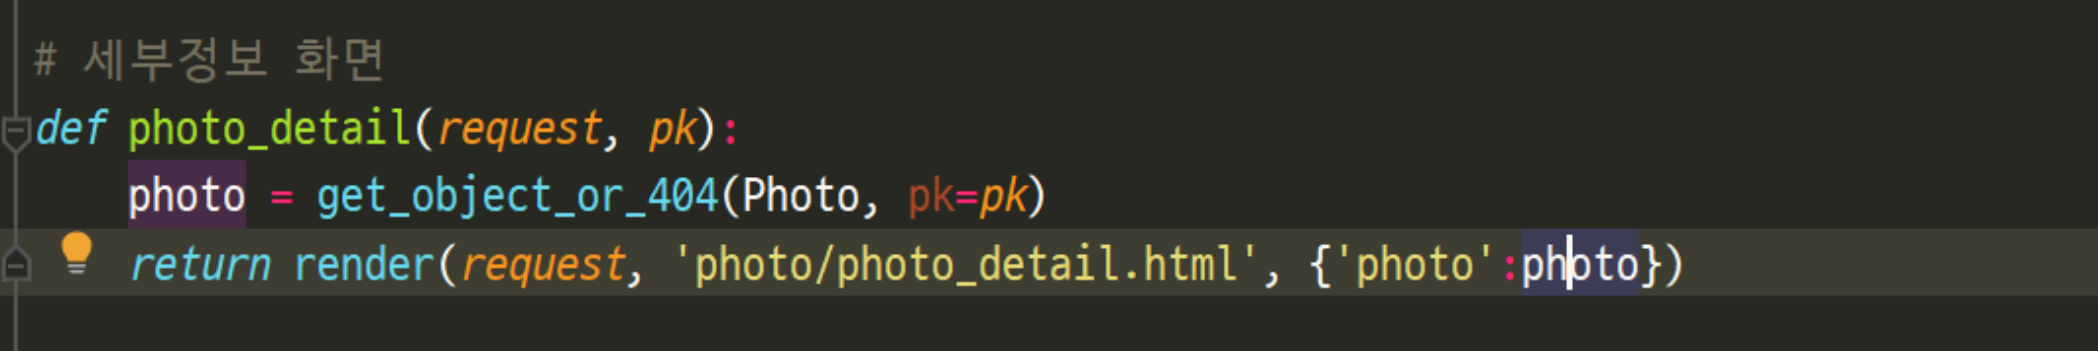 # 세부정보 화면
def photo_detail(request, pk):
    photo = get_object_or_404(Photo, pk=pk)
    return render(request, 'photo/photo_detail.html', {'photo':photo})